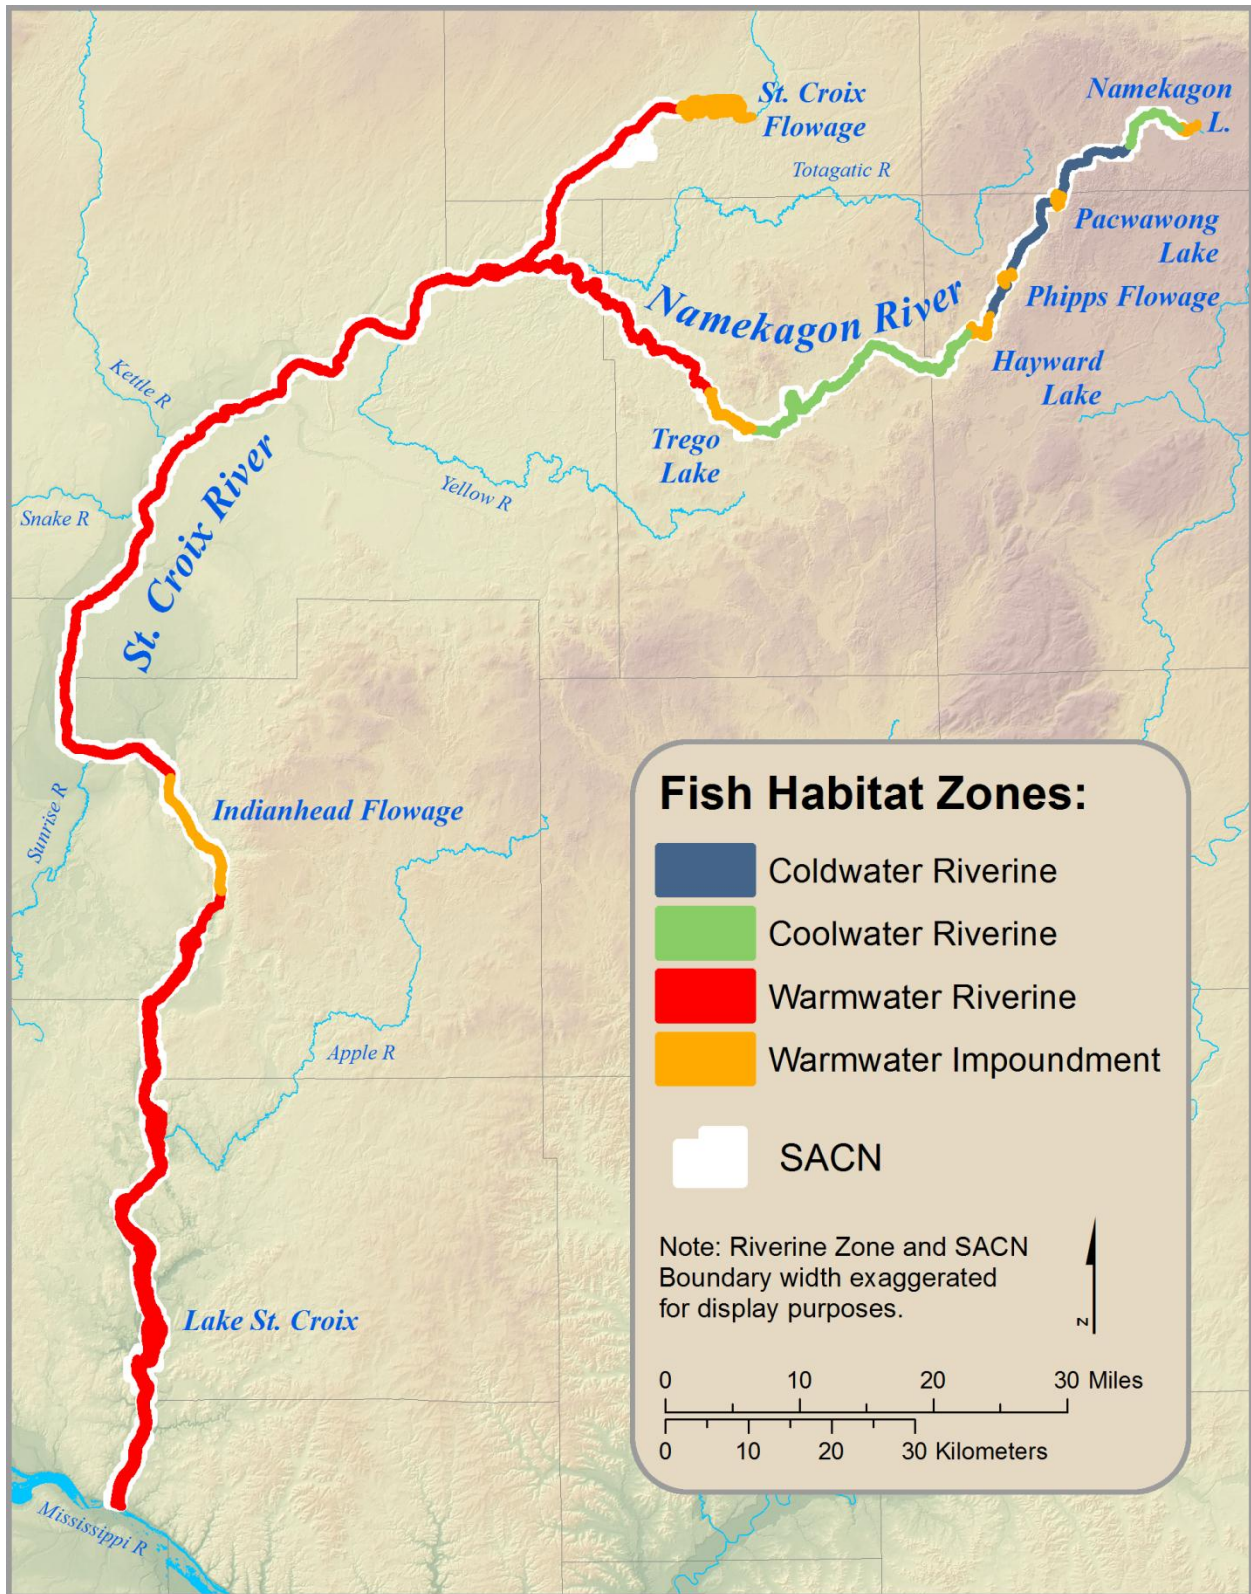 St. Croix
Flowage
Namekagon
L.
Totagatic R
Pacwawong
Lake
Namekagon River
Phipps Flowage
Hayward
Lake
Kettle R
Trego
Lake
Yellow R
Snake R
St. Croix River
Sunrise R
Indianhead Flowage
Apple R
Lake St. Croix
Mississippi R
Fish Habitat Zones:
Coldwater Riverine
Coolwater Riverine
Warmwater Riverine
Warmwater Impoundment
SACN
Note: Riverine Zone and SACN
Boundary width exaggerated
for display purposes.
N
0 10 20 30 Miles
0 10 20 30 Kilometers